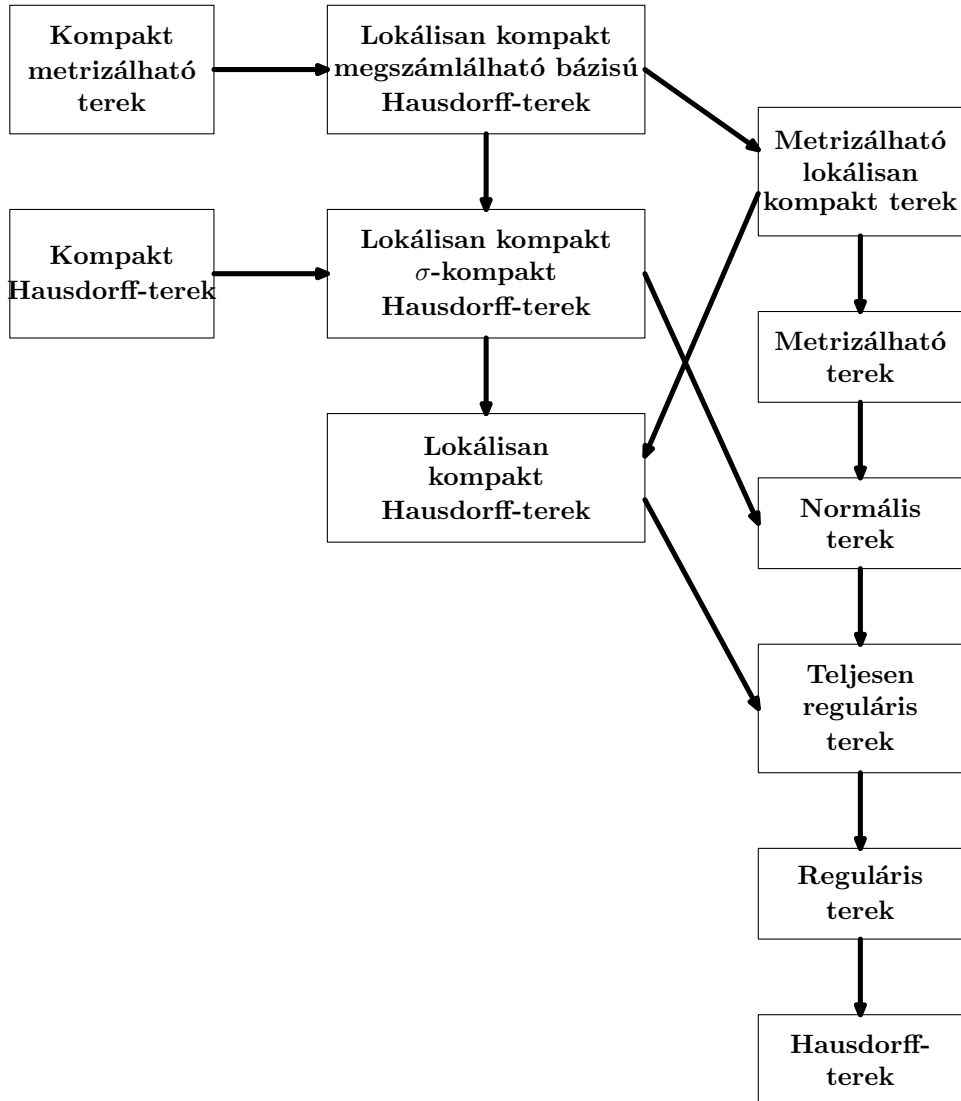 Kompakt
metrizálható
terek
Lokálisan kompakt
megszámlálható bázisú
Hausdorff-terek
Metrizálható
lokálisan
kompakt terek
Kompakt
Hausdorff-terek
Lokálisan kompakt
σ-kompakt
Hausdorff-terek
Metrizálható
terek
Lokálisan
kompakt
Hausdorff-terek
Normális
terek
Teljesen
reguláris
terek
Reguláris
terek
Hausdorff-
terek